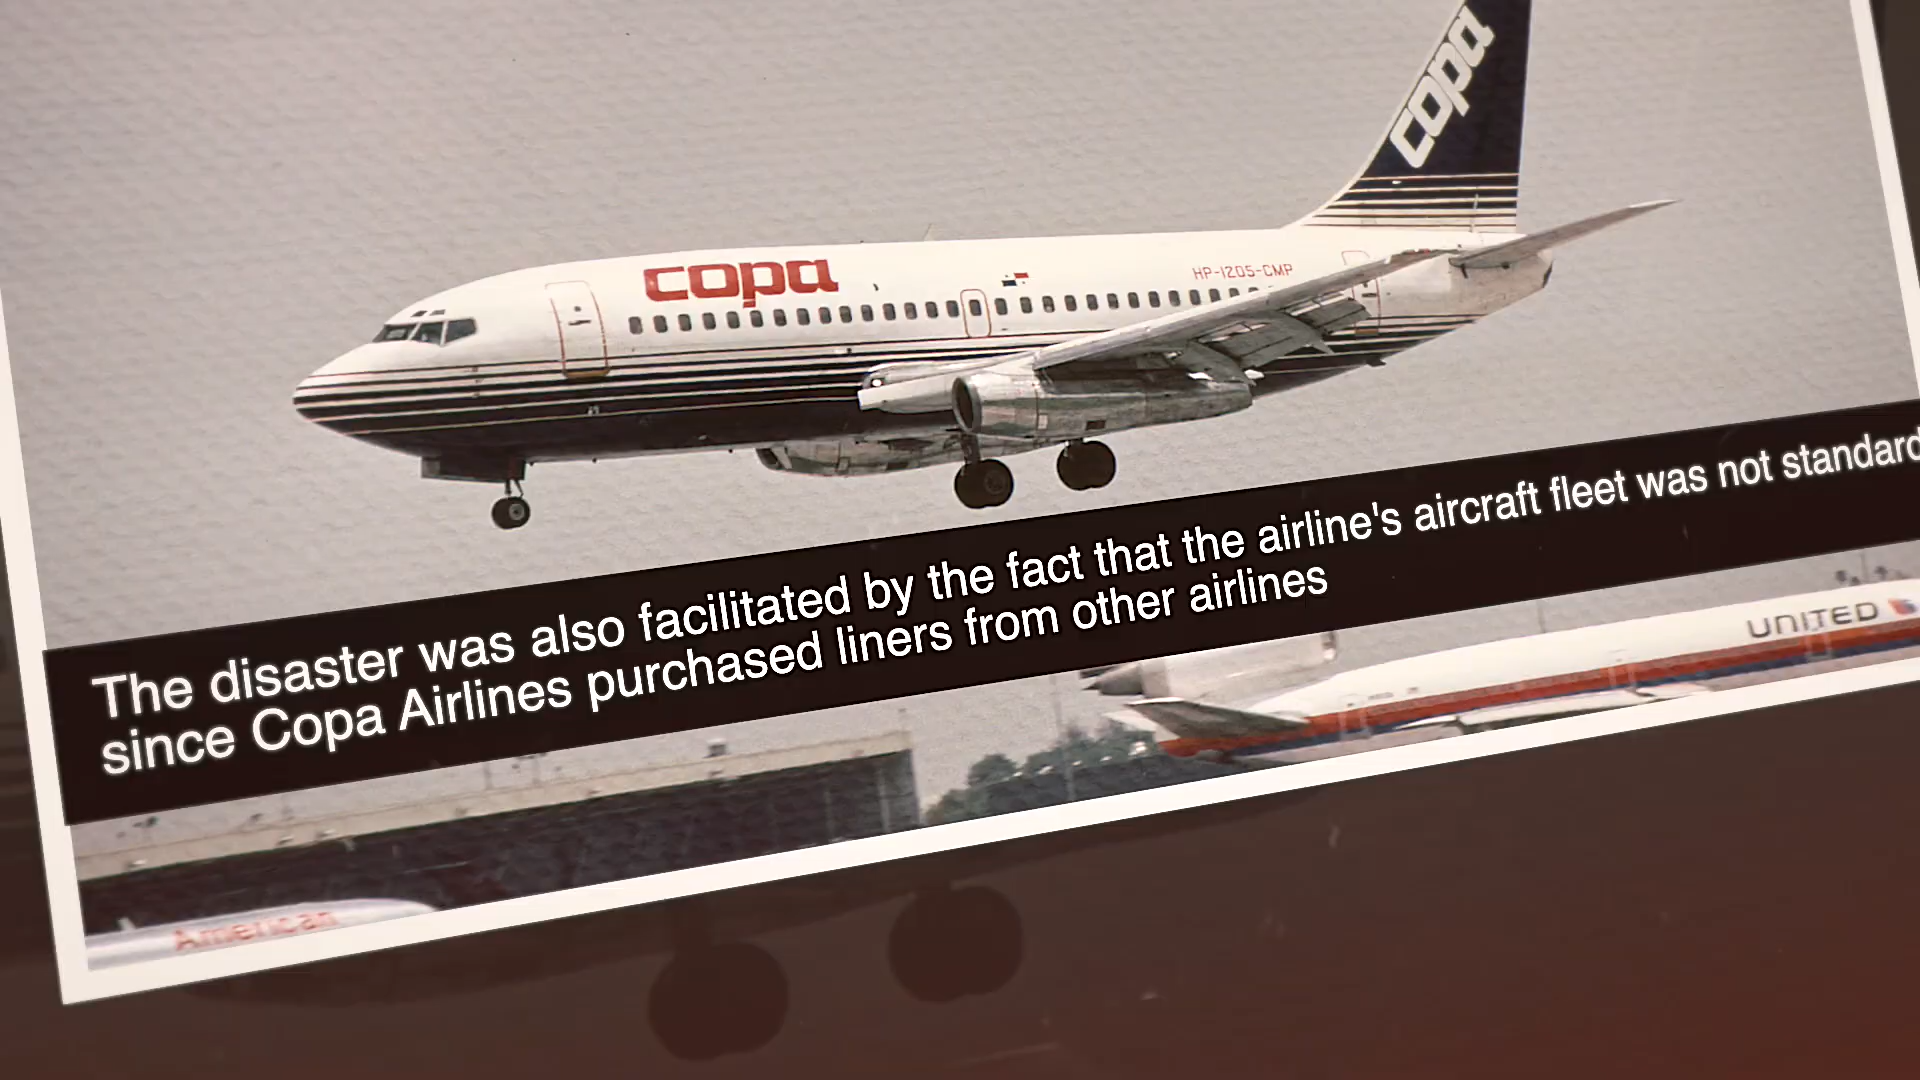 copa
copa
HP-1205-CMP
The disaster was also facilitated by the fact that the airline's aircraft fleet was not standard
since Copa Airlines purchased liners from other airlines
UNITED
American